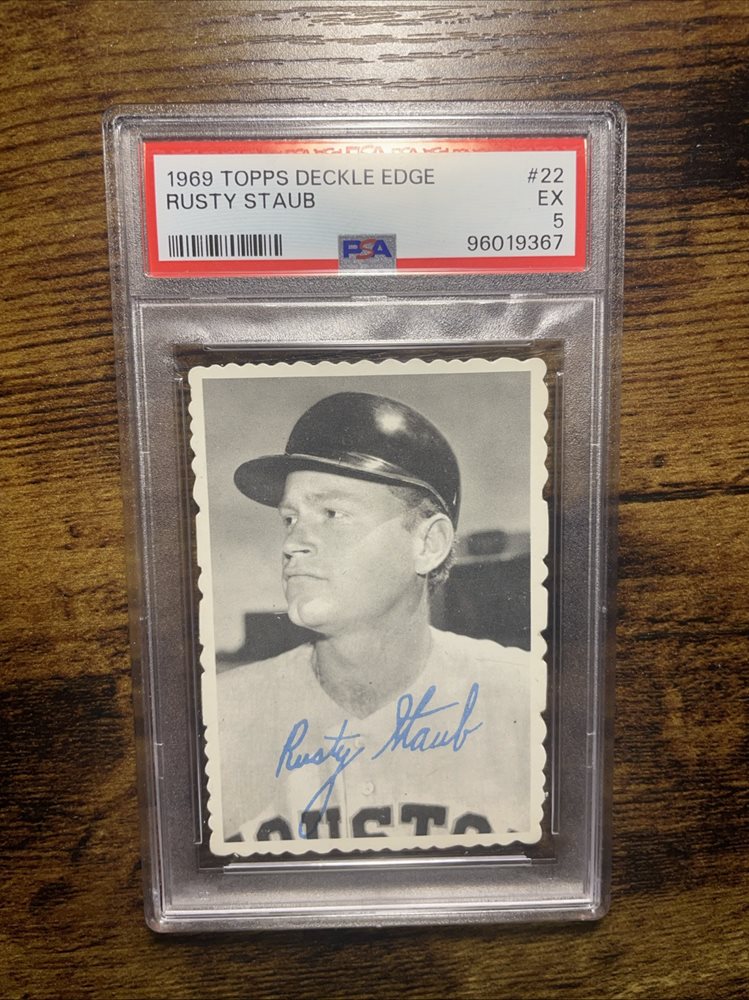 1969 TOPPS DECKLE EDGE #22
RUSTY STAUB EX
5
PSA 96019367
Rusty Staub
OUSTO